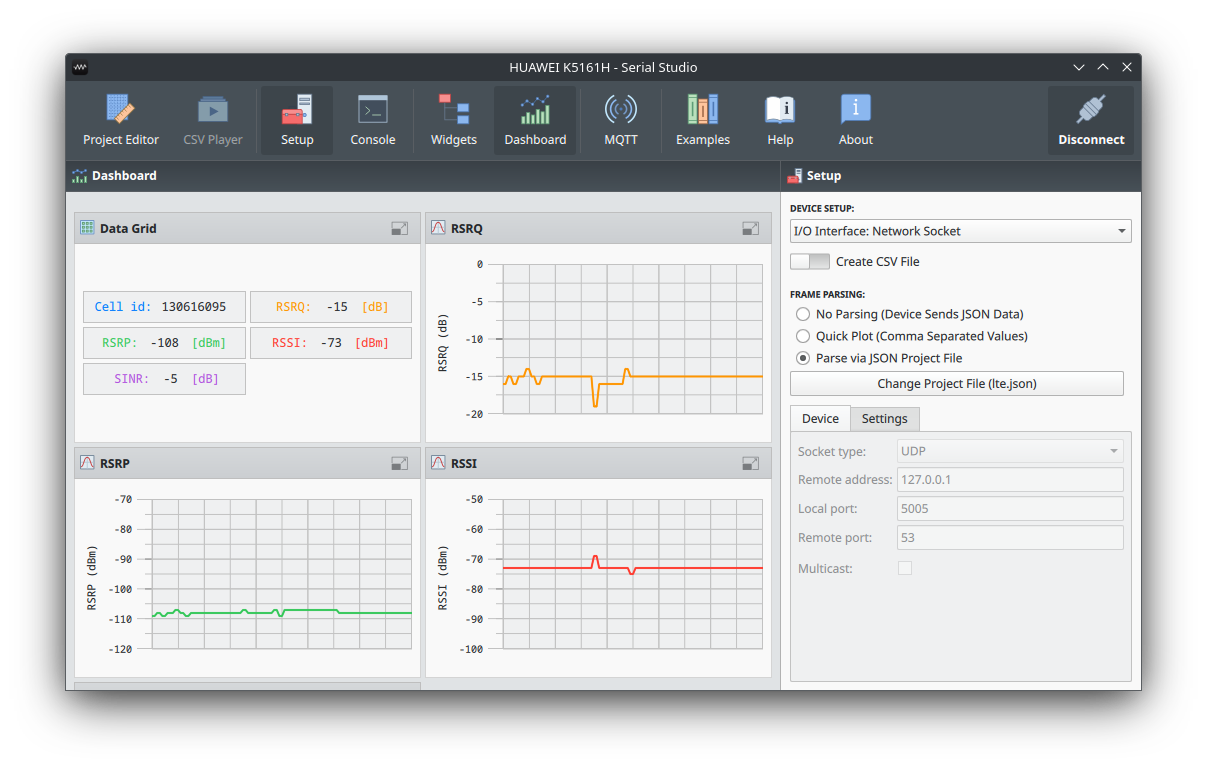 HUAWEI K5161H - Serial Studio
Project Editor
CSV Player
Setup
Console
Widgets
Dashboard
MQTT
Examples
Help
About
Disconnect
Dashboard
Data Grid
Cell id: 130616095
RSRQ: -15 [dB]
RSRP: -108 [dBm]
RSSI: -73 [dBm]
SINR: -5 [dB]
RSRQ
RSRQ (dB)
0
-5
-10
-15
-20
RSRP
RSRP (dBm)
-70
-80
-90
-100
-110
-120
RSSI
RSSI (dBm)
-50
-60
-70
-80
-90
-100
Setup
DEVICE SETUP:
I/O Interface: Network Socket
Create CSV File
FRAME PARSING:
No Parsing (Device Sends JSON Data)
Quick Plot (Comma Separated Values)
Parse via JSON Project File
Change Project File (lte.json)
Device
Settings
Socket type: UDP
Remote address: 127.0.0.1
Local port: 5005
Remote port: 53
Multicast: